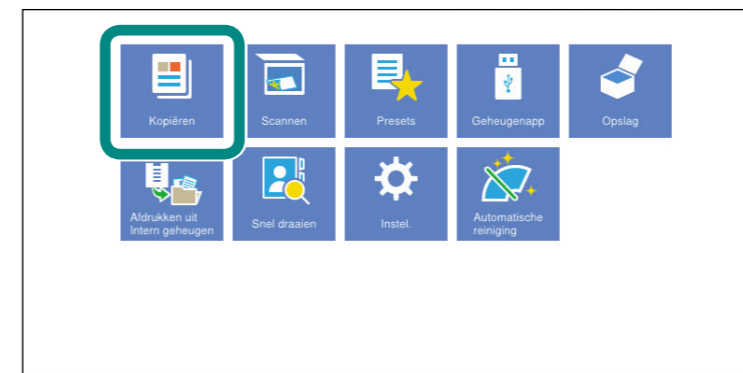 Kopiëren
Scannen
Presets
Geheugenapp
Opslag
Afdrukken uit
Intern geheugen
Snel draaien
Instel.
Automatische
reiniging